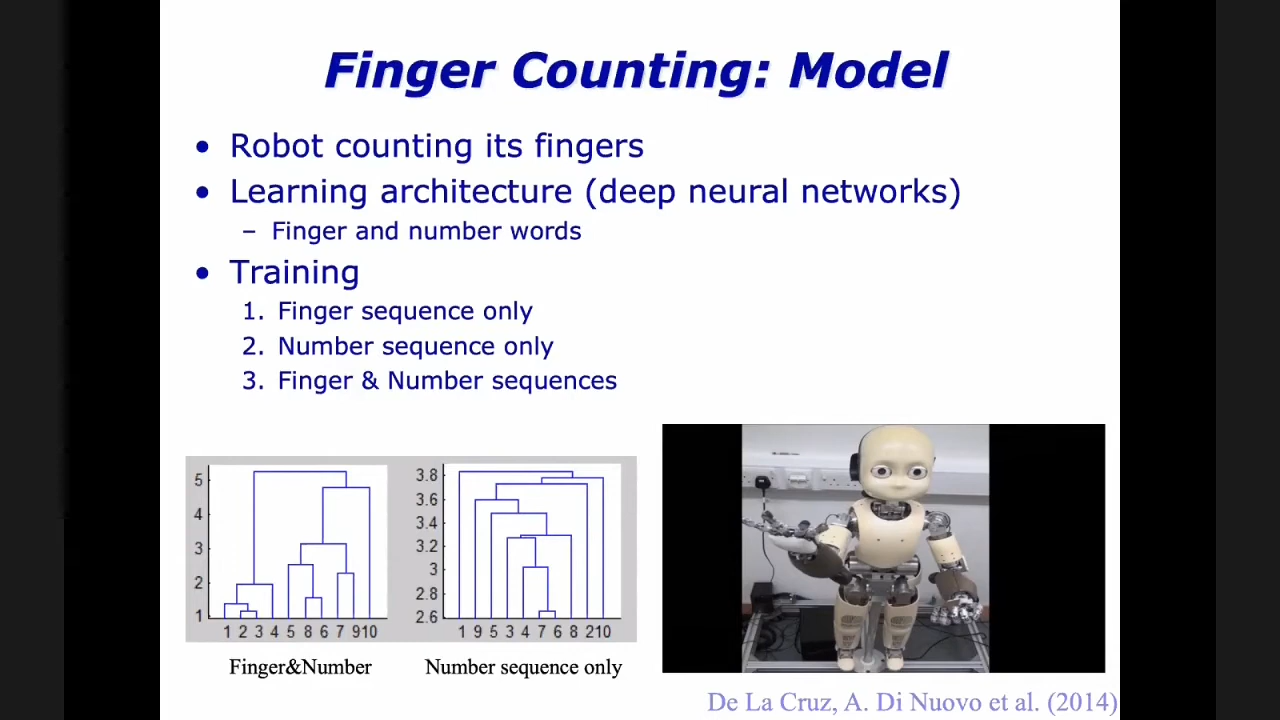 Finger Counting: Model
• Robot counting its fingers
• Learning architecture (deep neural networks)
– Finger and number words
• Training
1. Finger sequence only
2. Number sequence only
3. Finger & Number sequences
5
4
3
2
1
1 2 3 4 5 8 6 7 9 10
Finger&Number
3.8
3.6
3.4
3.2
3
2.8
2.6
1 9 5 3 4 7 6 8 2 10
Number sequence only
De La Cruz, A. Di Nuovo et al. (2014)